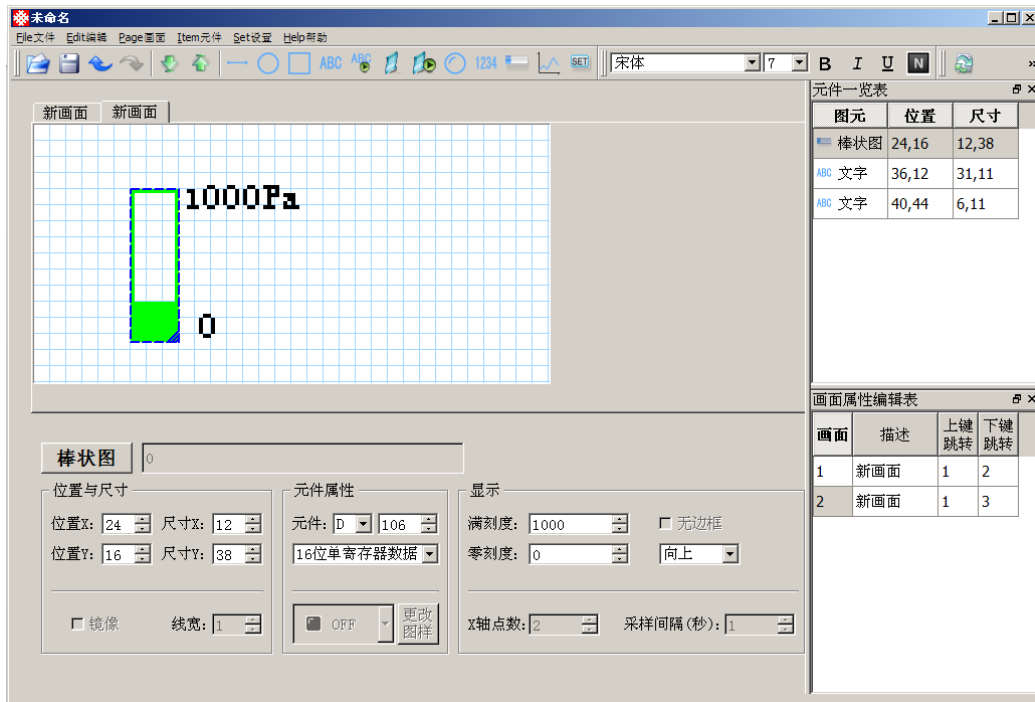 未命名
File文件 Edit编辑 Page画面 Item元件 Set设置 Help帮助
ABC ABC 1234 SET 宋体 7 B I U N »
元件一览表
新画面 新画面
图元 位置 尺寸
棒状图 24,16 12,38
ABC 文字 36,12 31,11
ABC 文字 40,44 6,11
1000Pa
0
画面属性编辑表
画面 描述 上键跳转 下键跳转
1 新画面 1 2
2 新画面 1 3
棒状图 0
位置与尺寸 元件属性 显示
位置X: 24 尺寸X: 12 元件: D 106 满刻度: 1000 无边框
位置Y: 16 尺寸Y: 38 16位单寄存器数据 零刻度: 0 向上
镜像 线宽: 1 OFF 更改图样 X轴点数: 2 采样间隔(秒): 1